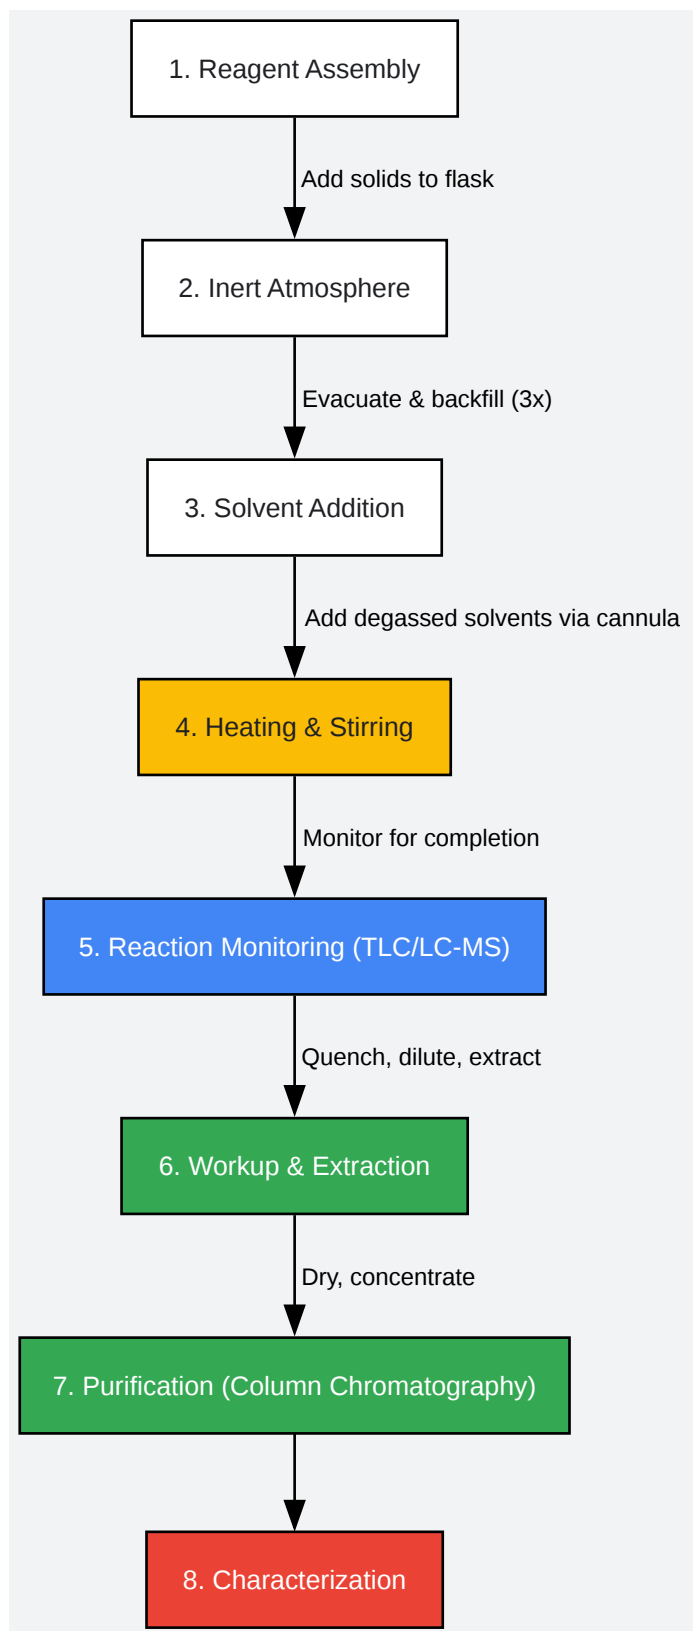 1. Reagent Assembly
Add solids to flask
2. Inert Atmosphere
Evacuate & backfill (3x)
3. Solvent Addition
Add degassed solvents via cannula
4. Heating & Stirring
Monitor for completion
5. Reaction Monitoring (TLC/LC-MS)
Quench, dilute, extract
6. Workup & Extraction
Dry, concentrate
7. Purification (Column Chromatography)
8. Characterization